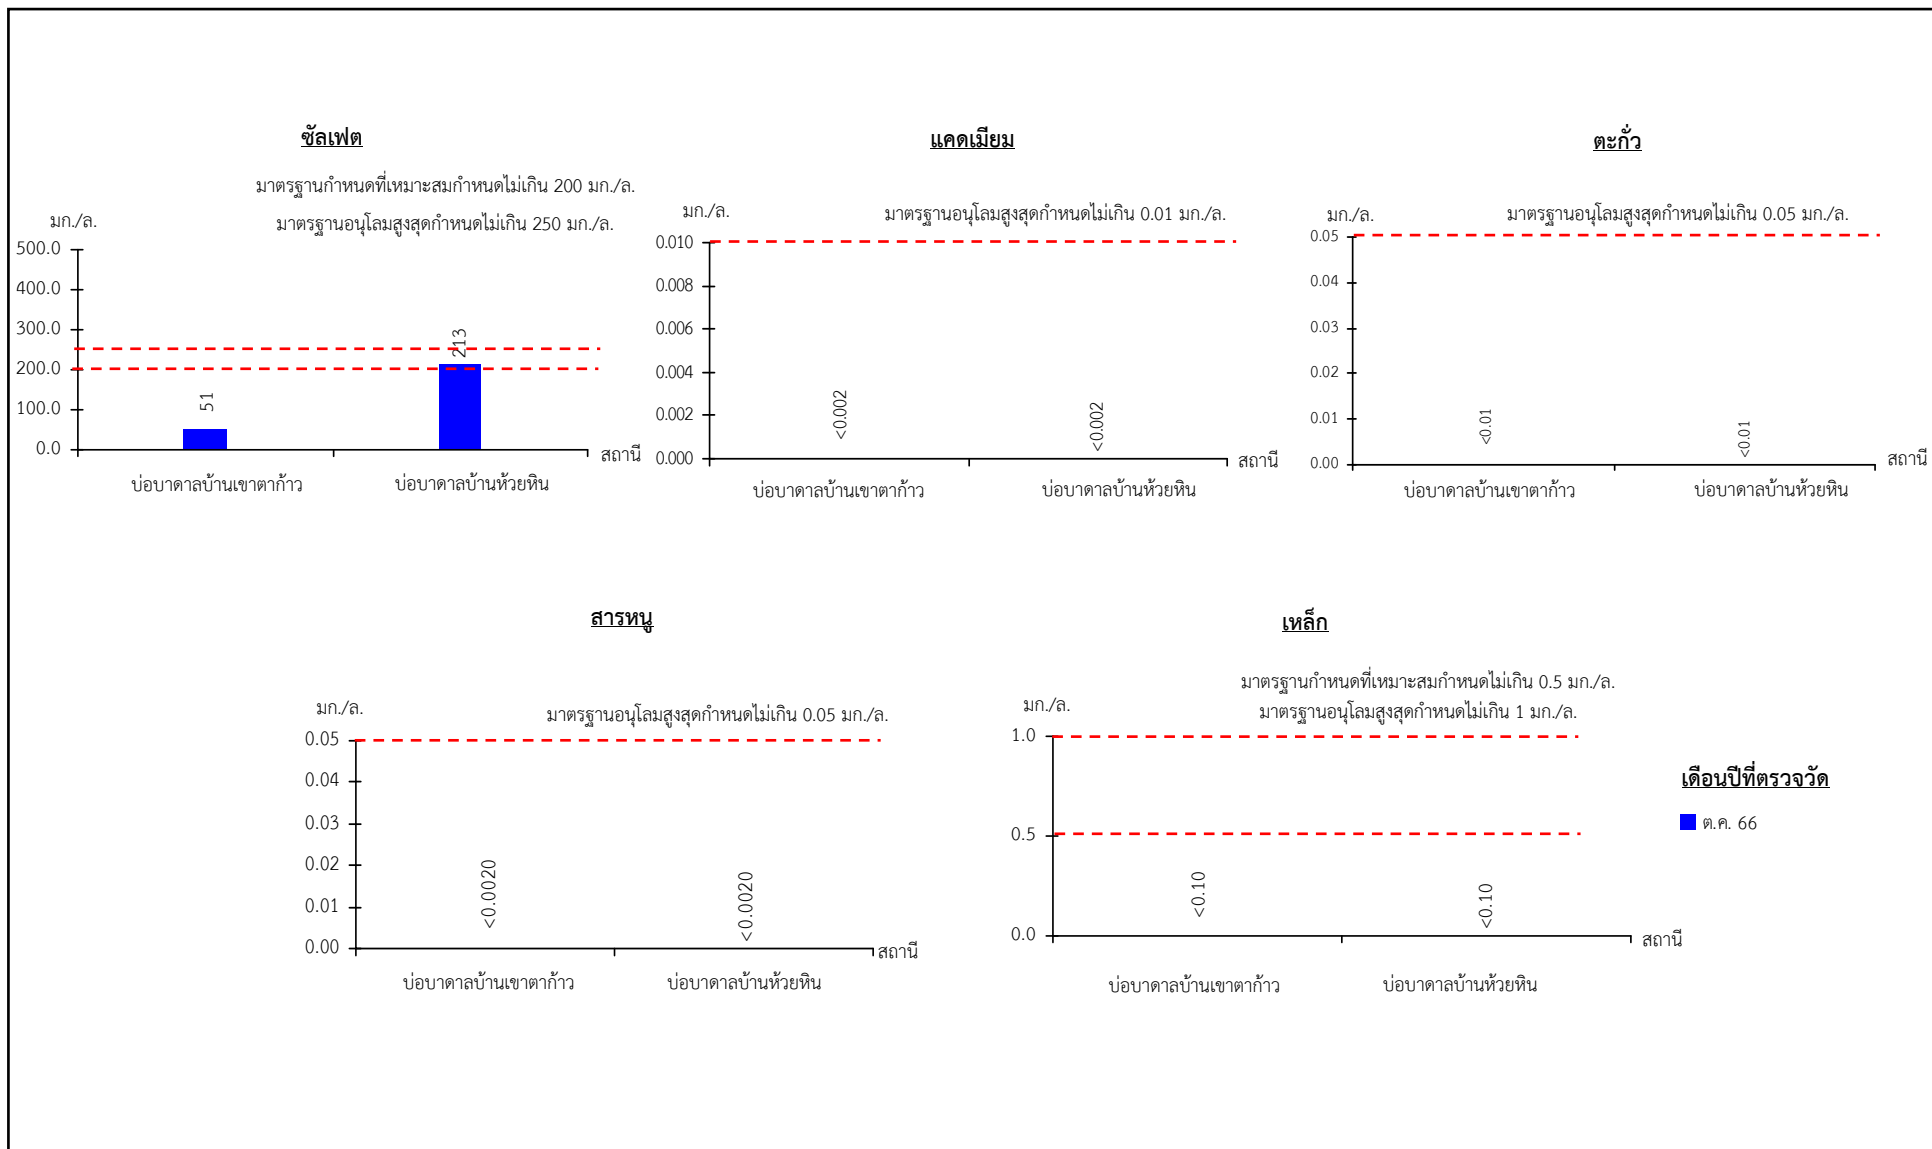 ซัลเฟต
มาตรฐานกำหนดที่เหมาะสมกำหนดไม่เกิน 200 มก./ล.
มาตรฐานอนุโลมสูงสุดกำหนดไม่เกิน 250 มก./ล.
มก./ล.
500.0
400.0
300.0
200.0
100.0
0.0
51
213
สถานี
บ่อบาดาลบ้านเขาตาก้าว
บ่อบาดาลบ้านห้วยหิน
แคดเมียม
มก./ล.
มาตรฐานอนุโลมสูงสุดกำหนดไม่เกิน 0.01 มก./ล.
0.010
0.008
0.006
0.004
0.002
0.000
<0.002
<0.002
สถานี
บ่อบาดาลบ้านเขาตาก้าว
บ่อบาดาลบ้านห้วยหิน
ตะกั่ว
มก./ล.
มาตรฐานอนุโลมสูงสุดกำหนดไม่เกิน 0.05 มก./ล.
0.05
0.04
0.03
0.02
0.01
0.00
<0.01
<0.01
สถานี
บ่อบาดาลบ้านเขาตาก้าว
บ่อบาดาลบ้านห้วยหิน
สารหนู
มก./ล.
มาตรฐานอนุโลมสูงสุดกำหนดไม่เกิน 0.05 มก./ล.
0.05
0.04
0.03
0.02
0.01
0.00
<0.0020
<0.0020
สถานี
บ่อบาดาลบ้านเขาตาก้าว
บ่อบาดาลบ้านห้วยหิน
เหล็ก
มาตรฐานกำหนดที่เหมาะสมกำหนดไม่เกิน 0.5 มก./ล.
มาตรฐานอนุโลมสูงสุดกำหนดไม่เกิน 1 มก./ล.
มก./ล.
1.0
0.5
0.0
<0.10
<0.10
สถานี
บ่อบาดาลบ้านเขาตาก้าว
บ่อบาดาลบ้านห้วยหิน
เดือนปีที่ตรวจวัด
ต.ค. 66